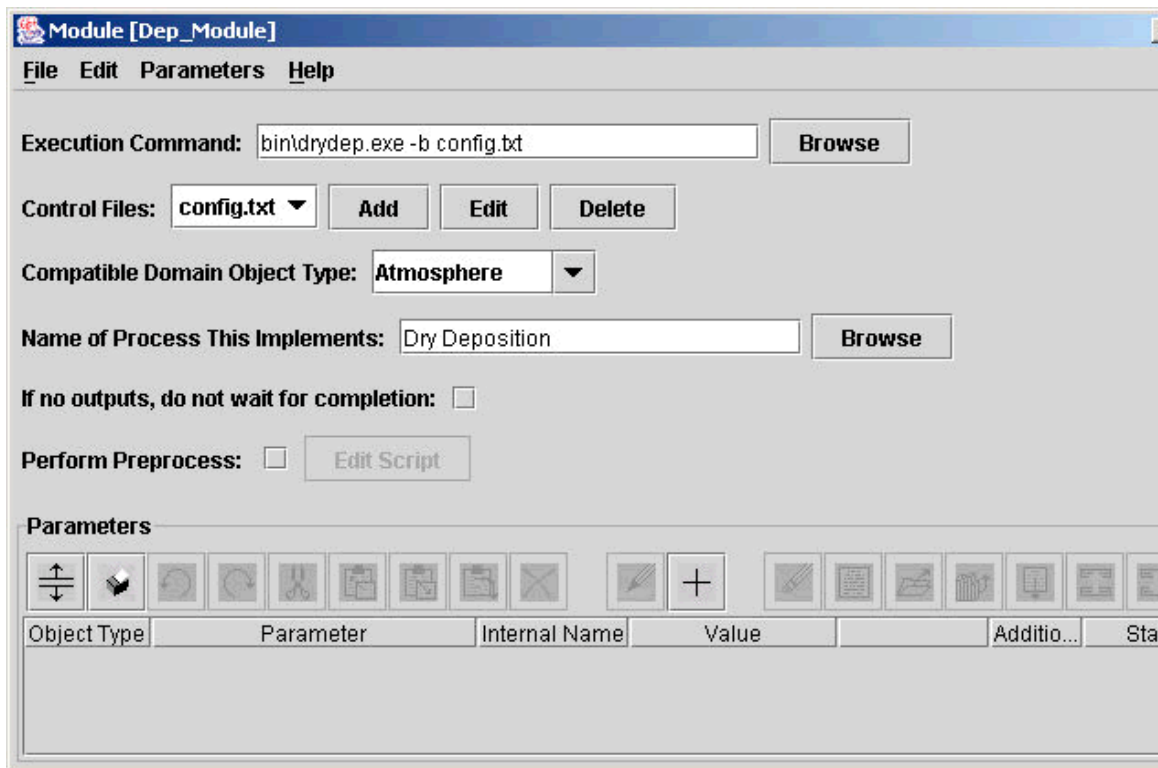 Module [Dep_Module]
File Edit Parameters Help
Execution Command: bin\drydep.exe -b config.txt Browse
Control Files: config.txt Add Edit Delete
Compatible Domain Object Type: Atmosphere
Name of Process This Implements: Dry Deposition Browse
If no outputs, do not wait for completion:
Perform Preprocess: Edit Script
Parameters
Object Type Parameter Internal Name Value Additio... Sta